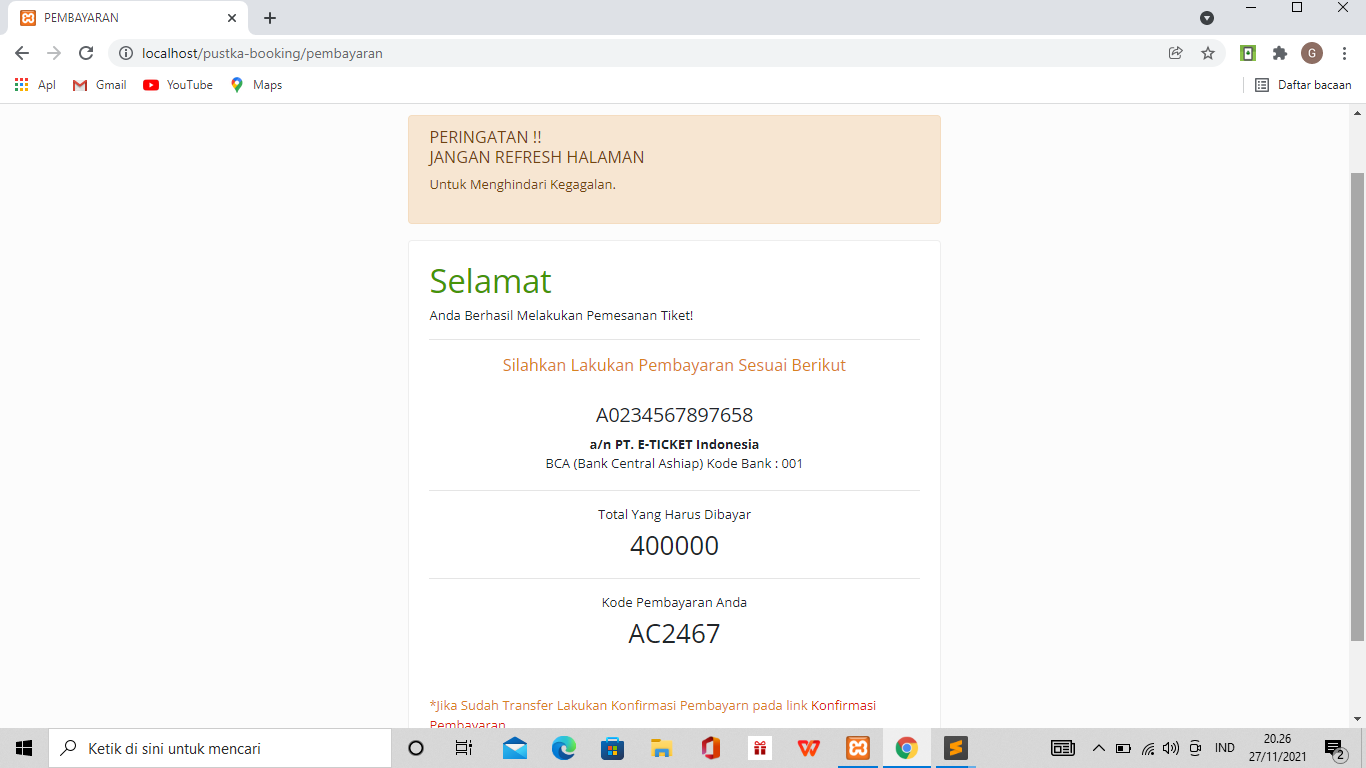 PEMBAYARAN
localhost/pustka-booking/pembayaran
G
Apl
Gmail
YouTube
Maps
Daftar bacaan
PERINGATAN !!
JANGAN REFRESH HALAMAN
Untuk Menghindari Kegagalan.
Selamat
Anda Berhasil Melakukan Pemesanan Tiket!
Silahkan Lakukan Pembayaran Sesuai Berikut
A0234567897658
a/n PT. E-TICKET Indonesia
BCA (Bank Central Ashiap) Kode Bank : 001
Total Yang Harus Dibayar
400000
Kode Pembayaran Anda
AC2467
*Jika Sudah Transfer Lakukan Konfirmasi Pembayarn pada link Konfirmasi
Pembayaran
Ketik di sini untuk mencari
IND
20.26
27/11/2021
2